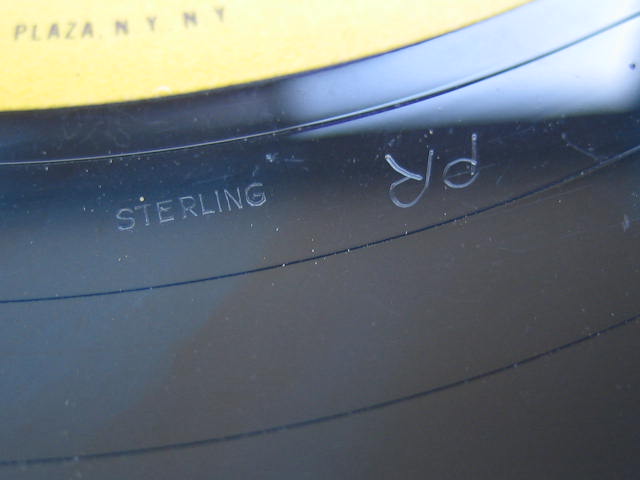 PLAZA, N Y. N Y
STERLING
PR